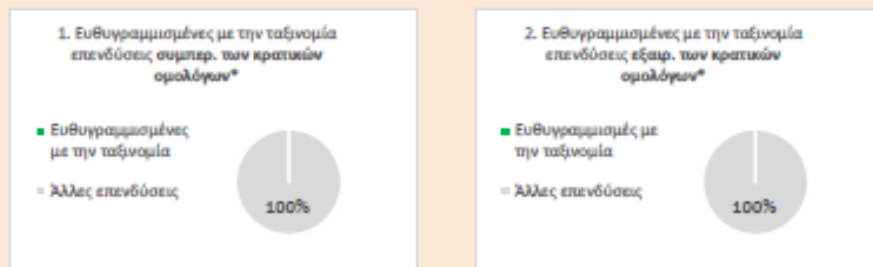 1. Ευθυγραμμισμένες με την ταξινομία
επενδύσεις συμπερ. των κρατικών
ομολόγων*
Ευθυγραμμισμένες
με την ταξινομία
Άλλες επενδύσεις
100%
2. Ευθυγραμμισμένες με την ταξινομία
επενδύσεις εξαιρ. των κρατικών
ομολόγων*
Ευθυγραμμισμές με
την ταξινομία
Άλλες επενδύσεις
100%